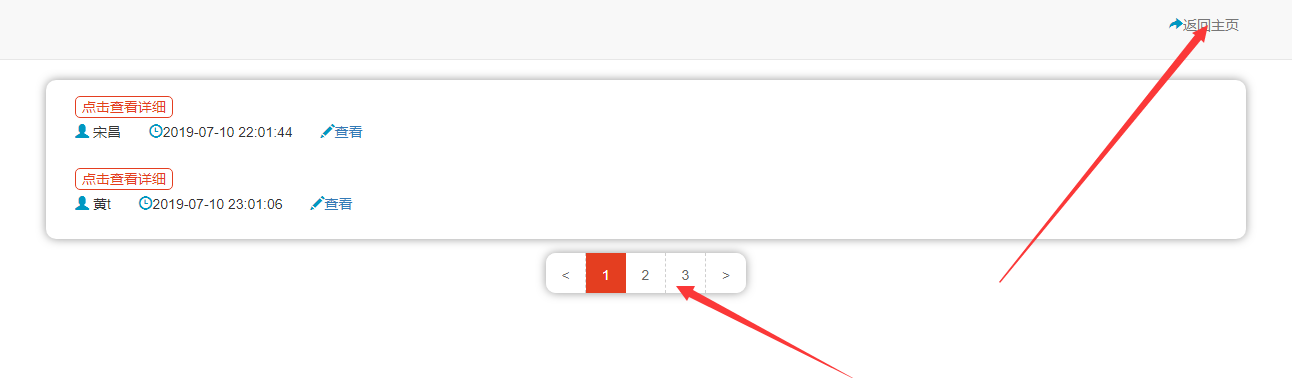 返回主页
点击查看详细
宋昌 2019-07-10 22:01:44 查看
点击查看详细
黄t 2019-07-10 23:01:06 查看
< 1 2 3 >